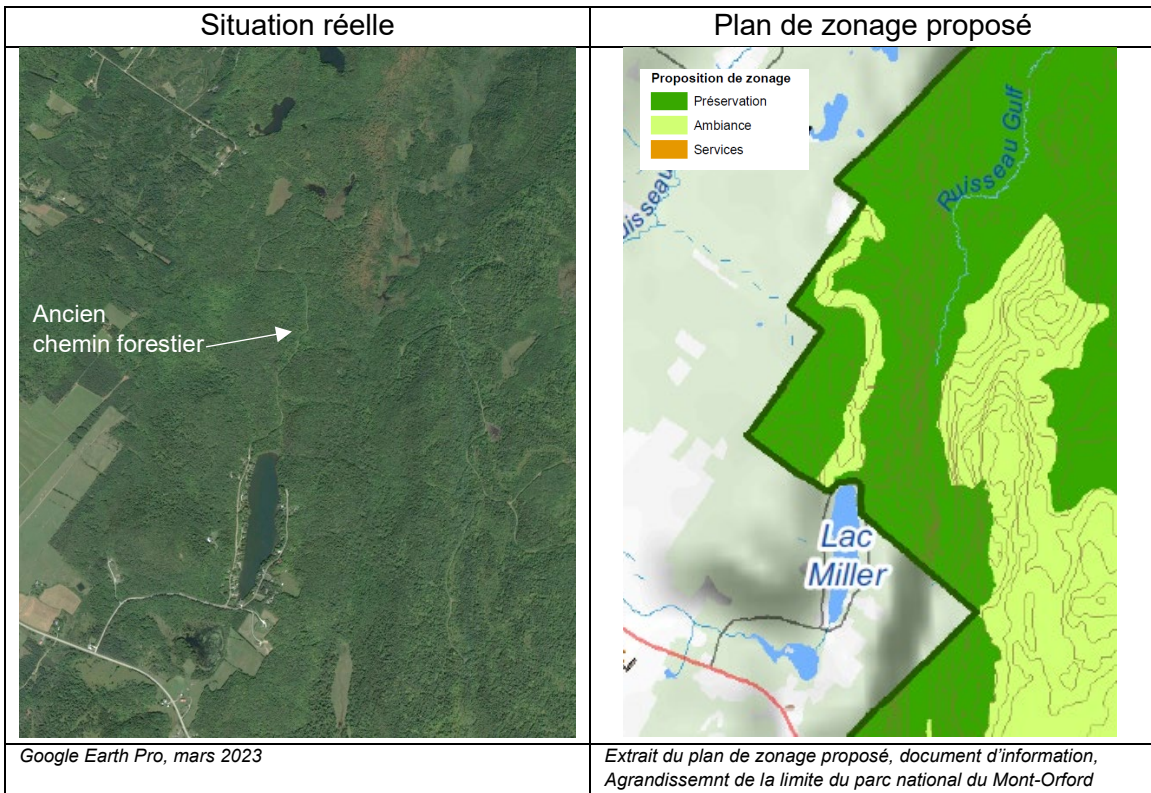 Situation réelle
Plan de zonage proposé
Ancien
chemin forestier
Proposition de zonage
Préservation
Ambiance
Services
Ruisseau Gulf
Lac
Miller
Google Earth Pro, mars 2023
Extrait du plan de zonage proposé, document d'information,
Agrandissemnt de la limite du parc national du Mont-Orford